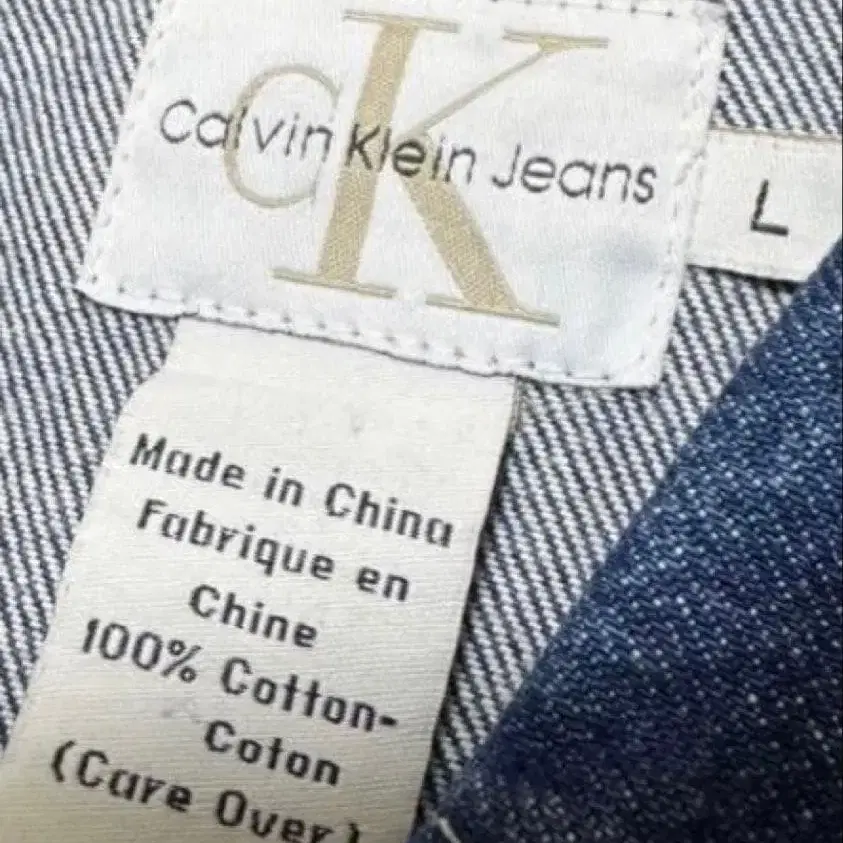 CK
Calvin Klein Jeans
L
Made in China
Fabrique en
Chine
100% Cotton-
Coton
(Care Over)